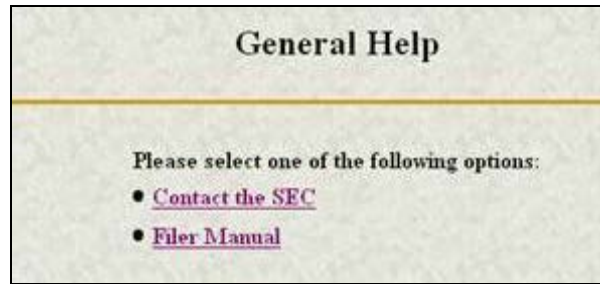 General Help
Please select one of the following options:
Contact the SEC
Filer Manual